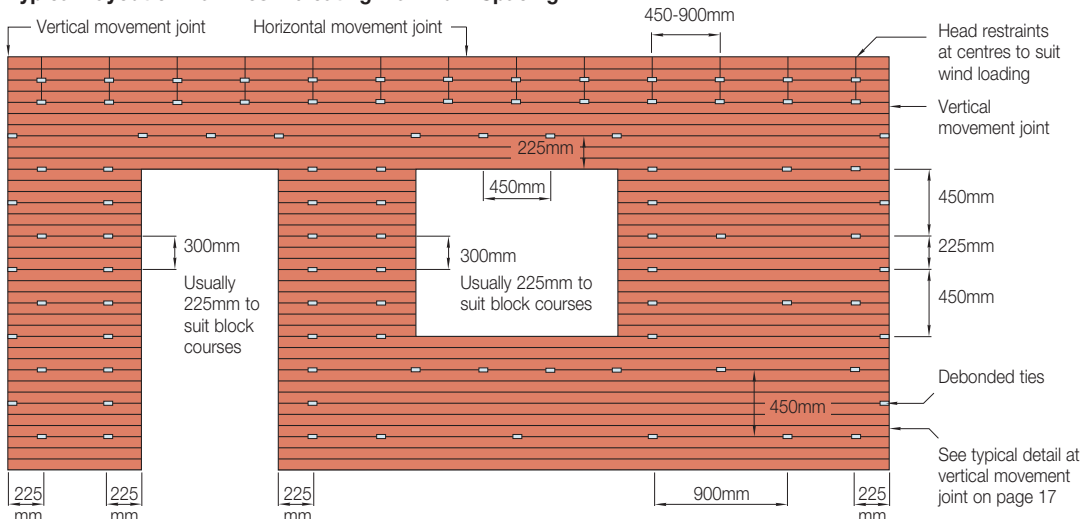 450-900mm
Vertical movement joint
Horizontal movement joint
Head restraints
at centres to suit
wind loading
Vertical
movement joint
225mm
450mm
450mm
300mm
Usually
225mm to
suit block
courses
300mm
Usually 225mm to
suit block courses
225mm
450mm
Debonded ties
450mm
See typical detail at
vertical movement
joint on page 17
225
mm
225
mm
225
mm
900mm
225
mm